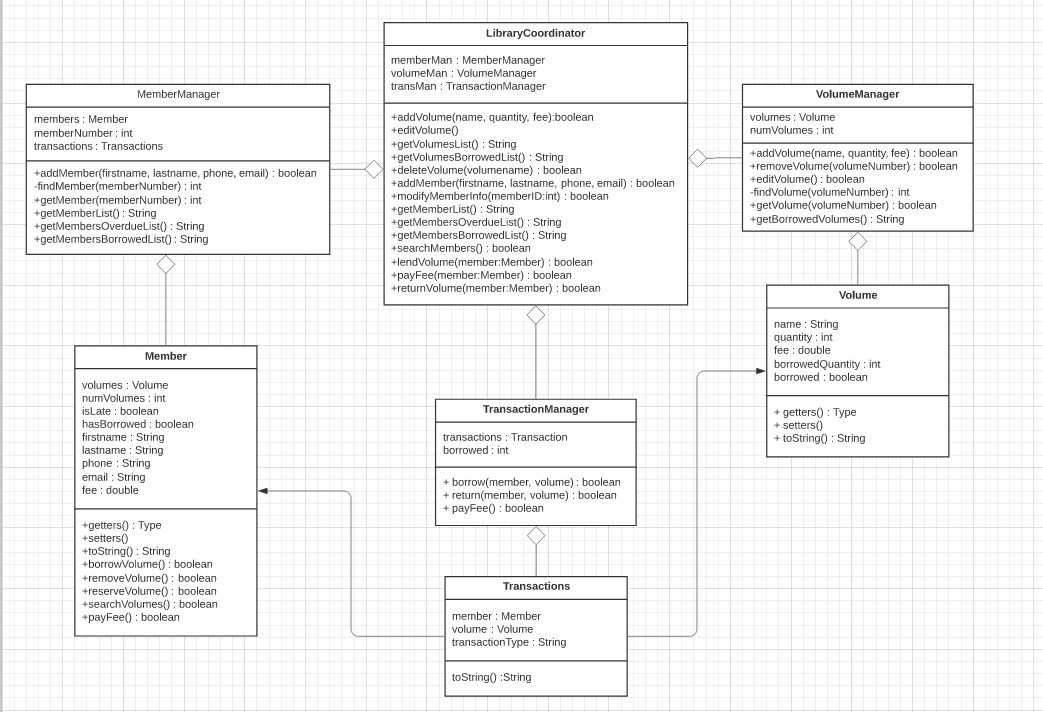 LibraryCoordinator
memberMan : MemberManager
volumeMan : VolumeManager
transMan : TransactionManager
+addVolume(name, quantity, fee):boolean
+editVolume()
+getVolumesList() : String
+getVolumesBorrowedList() : String
+deleteVolume(volumename) : boolean
+addMember(firstname, lastname, phone, email) : boolean
+modifyMemberInfo(memberID:int) : boolean
+getMemberList() : String
+getMembersOverdueList() : String
+getMembersBorrowedList() : String
+searchMembers() : boolean
+lendVolume(member:Member) : boolean
+payFee(member:Member) : boolean
+returnVolume(member:Member) : boolean
MemberManager
members : Member
memberNumber : int
transactions : Transactions
+addMember(firstname, lastname, phone, email) : boolean
-findMember(memberNumber) : int
+getMember(memberNumber) : int
+getMemberList() : String
+getMembersOverdueList() : String
+getMembersBorrowedList() : String
VolumeManager
volumes : Volume
numVolumes : int
+addVolume(name, quantity, fee) : boolean
+removeVolume(volumeNumber) : boolean
+editVolume() : boolean
-findVolume(volumeNumber) : int
+getVolume(volumeNumber) : boolean
+getBorrowedVolumes() : String
Volume
name : String
quantity : int
fee : double
borrowedQuantity : int
borrowed : boolean
+ getters() : Type
+ setters()
+ toString() : String
Member
volumes : Volume
numVolumes : int
isLate : boolean
hasBorrowed : boolean
firstname : String
lastname : String
phone : String
email : String
fee : double
+getters() : Type
+setters()
+toString() : String
+borrowVolume() : boolean
+removeVolume() : boolean
+reserveVolume() : boolean
+searchVolumes() : boolean
+payFee() : boolean
TransactionManager
transactions : Transaction
borrowed : int
+ borrow(member, volume) : boolean
+ return(member, volume) : boolean
+ payFee() : boolean
Transactions
member : Member
volume : Volume
transactionType : String
toString() :String